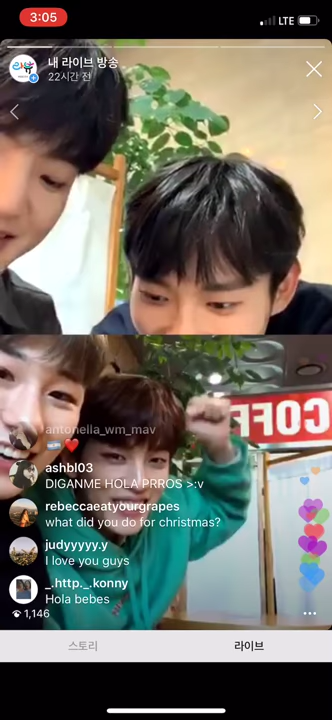 3:05
LTE
라뷰
내 라이브 방송
22시간 전
COFF
antonella_wm_mav
🇦🇷❤️
ashbl03
DIGANME HOLA PRROS >:v
rebeccaeatyourgrapes
what did you do for christmas?
judyyyyy.y
I love you guys
_.http._.konny
Hola bebes
1,146
스토리
라이브